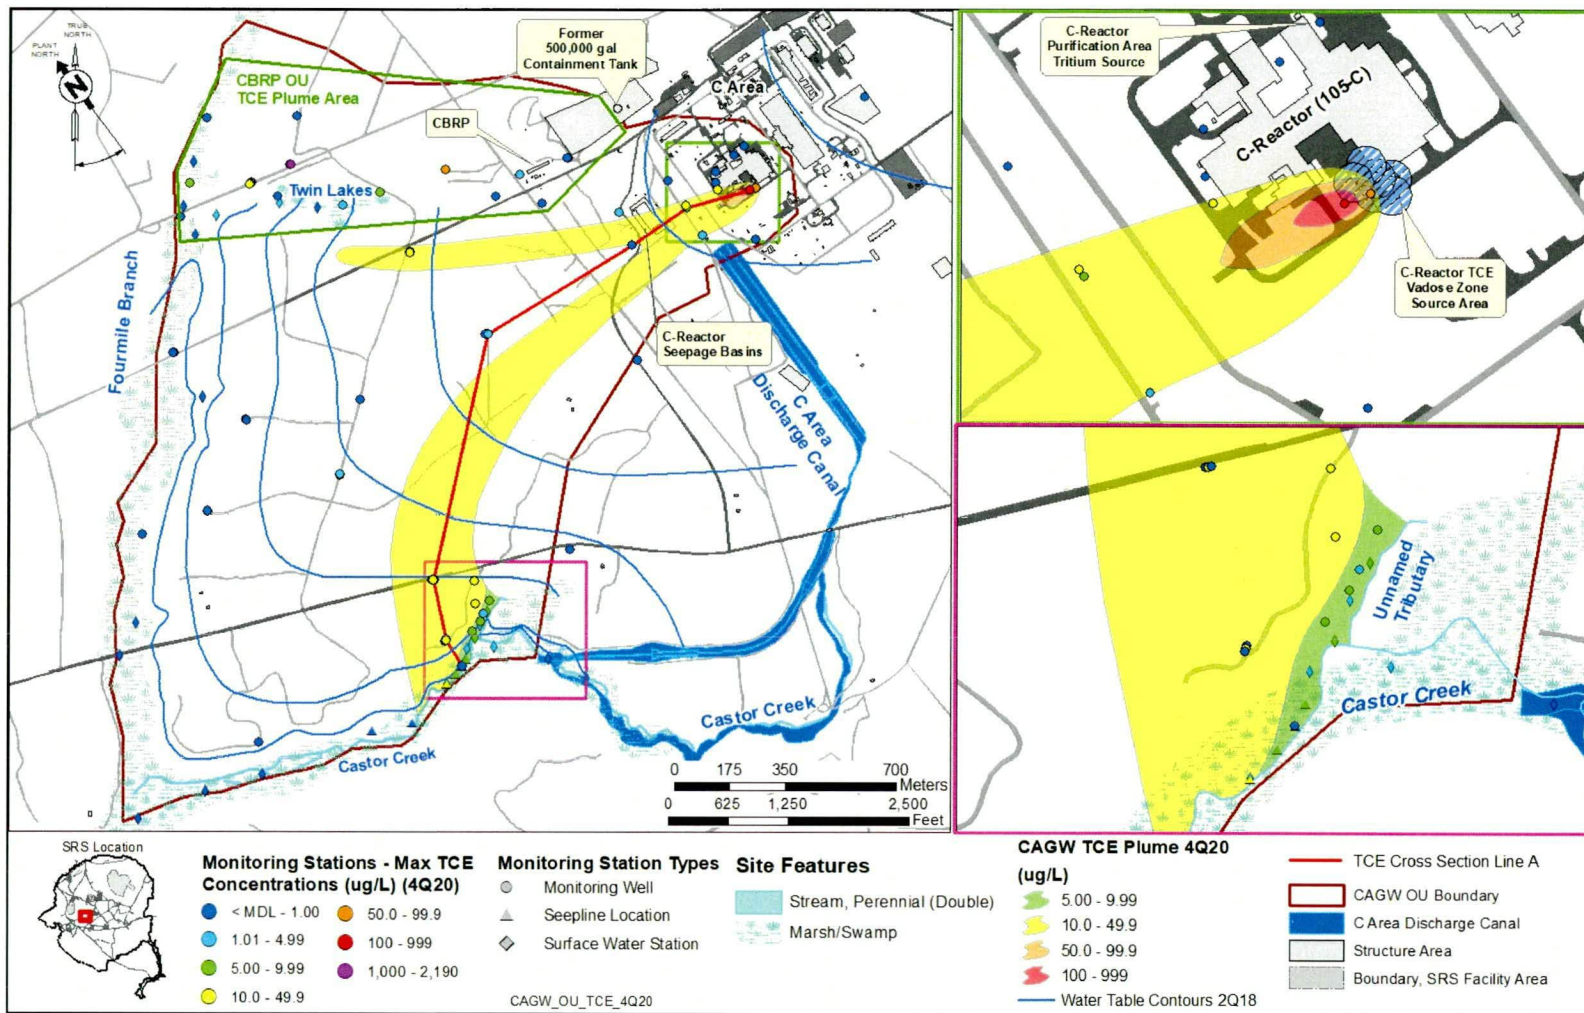 TRUE
NORTH
PLANT
NORTH
N
CBRP OU
TCE Plume Area
Former
500,000 gal
Containment Tank
C Area
CBRP
Twin Lakes
Fourmile Branch
C-Reactor
Seepage Basins
C Area
Discharge Canal
Castor Creek
Castor Creek
0 175 350 700
Meters
0 625 1,250 2,500
Feet
C-Reactor
Purification Area
Tritium Source
C-Reactor (105-C)
C-Reactor TCE
Vadose Zone
Source Area
Unnamed
Tributary
Castor Creek
SRS Location
Monitoring Stations - Max TCE
Concentrations (ug/L) (4Q20)
< MDL - 1.00
1.01 - 4.99
5.00 - 9.99
10.0 - 49.9
50.0 - 99.9
100 - 999
1,000 - 2,190
Monitoring Station Types
Monitoring Well
Seepline Location
Surface Water Station
CAGW_OU_TCE_4Q20
Site Features
Stream, Perennial (Double)
Marsh/Swamp
CAGW TCE Plume 4Q20
(ug/L)
5.00 - 9.99
10.0 - 49.9
50.0 - 99.9
100 - 999
Water Table Contours 2Q18
TCE Cross Section Line A
CAGW OU Boundary
C Area Discharge Canal
Structure Area
Boundary, SRS Facility Area